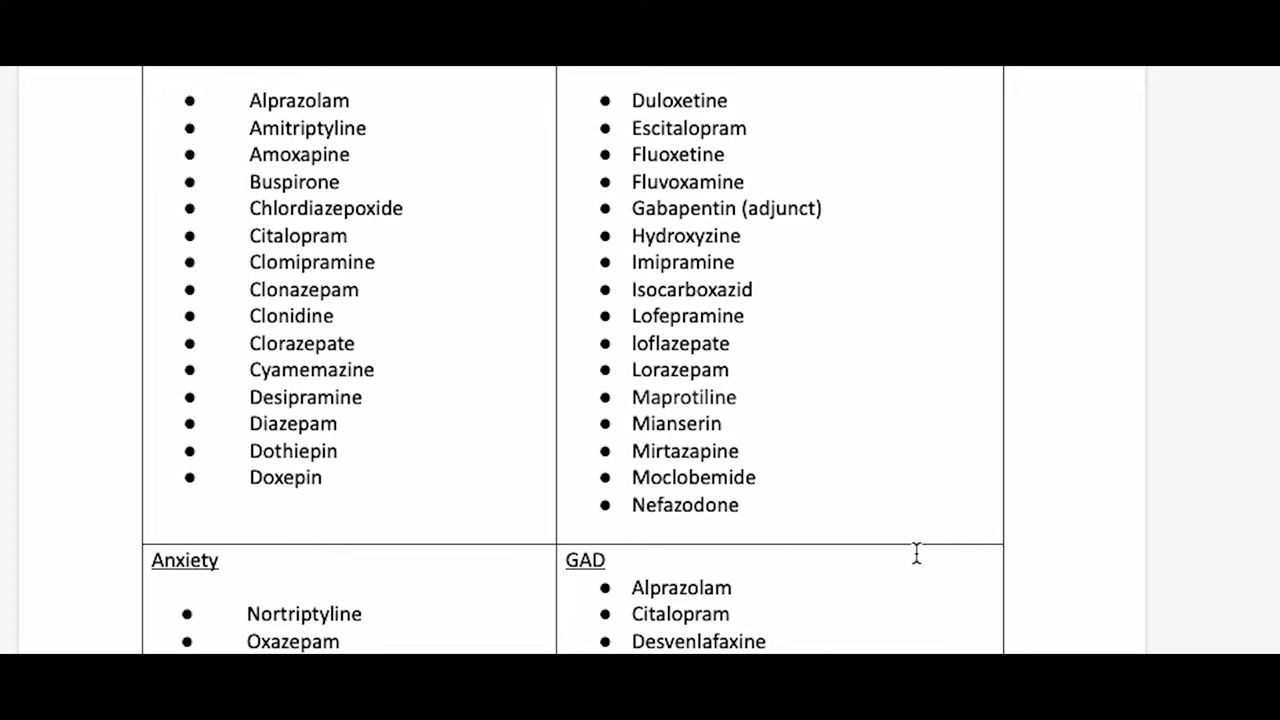 Alprazolam
Amitriptyline
Amoxapine
Buspirone
Chlordiazepoxide
Citalopram
Clomipramine
Clonazepam
Clonidine
Clorazepate
Cyamemazine
Desipramine
Diazepam
Dothiepin
Doxepin
Duloxetine
Escitalopram
Fluoxetine
Fluvoxamine
Gabapentin (adjunct)
Hydroxyzine
Imipramine
Isocarboxazid
Lofepramine
loflazepate
Lorazepam
Maprotiline
Mianserin
Mirtazapine
Moclobemide
Nefazodone
Anxiety
Nortriptyline
Oxazepam
GAD
Alprazolam
Citalopram
Desvenlafaxine